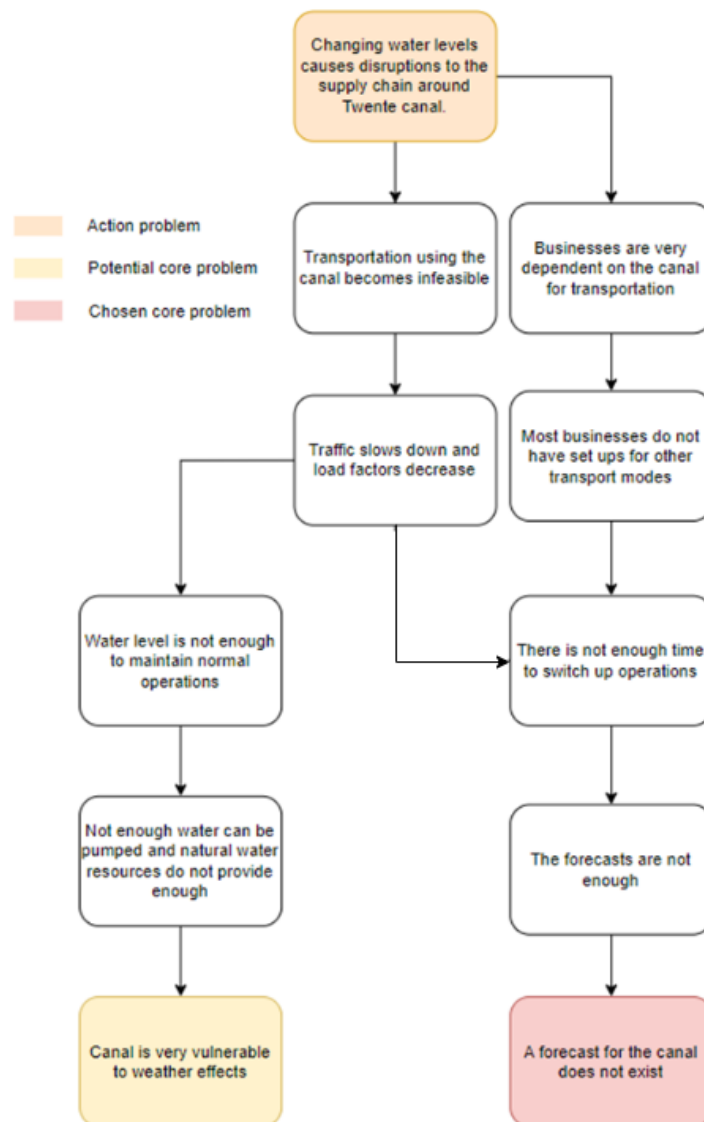 Changing water levels
causes disruptions to the
supply chain around
Twente canal.
Action problem
Potential core problem
Chosen core problem
Transportation using the
canal becomes infeasible
Businesses are very
dependent on the canal
for transportation
Traffic slows down and
load factors decrease
Most businesses do not
have set ups for other
transport modes
Water level is not enough
to maintain normal
operations
There is not enough time
to switch up operations
Not enough water can be
pumped and natural water
resources do not provide
enough
The forecasts are not
enough
Canal is very vulnerable
to weather effects
A forecast for the canal
does not exist